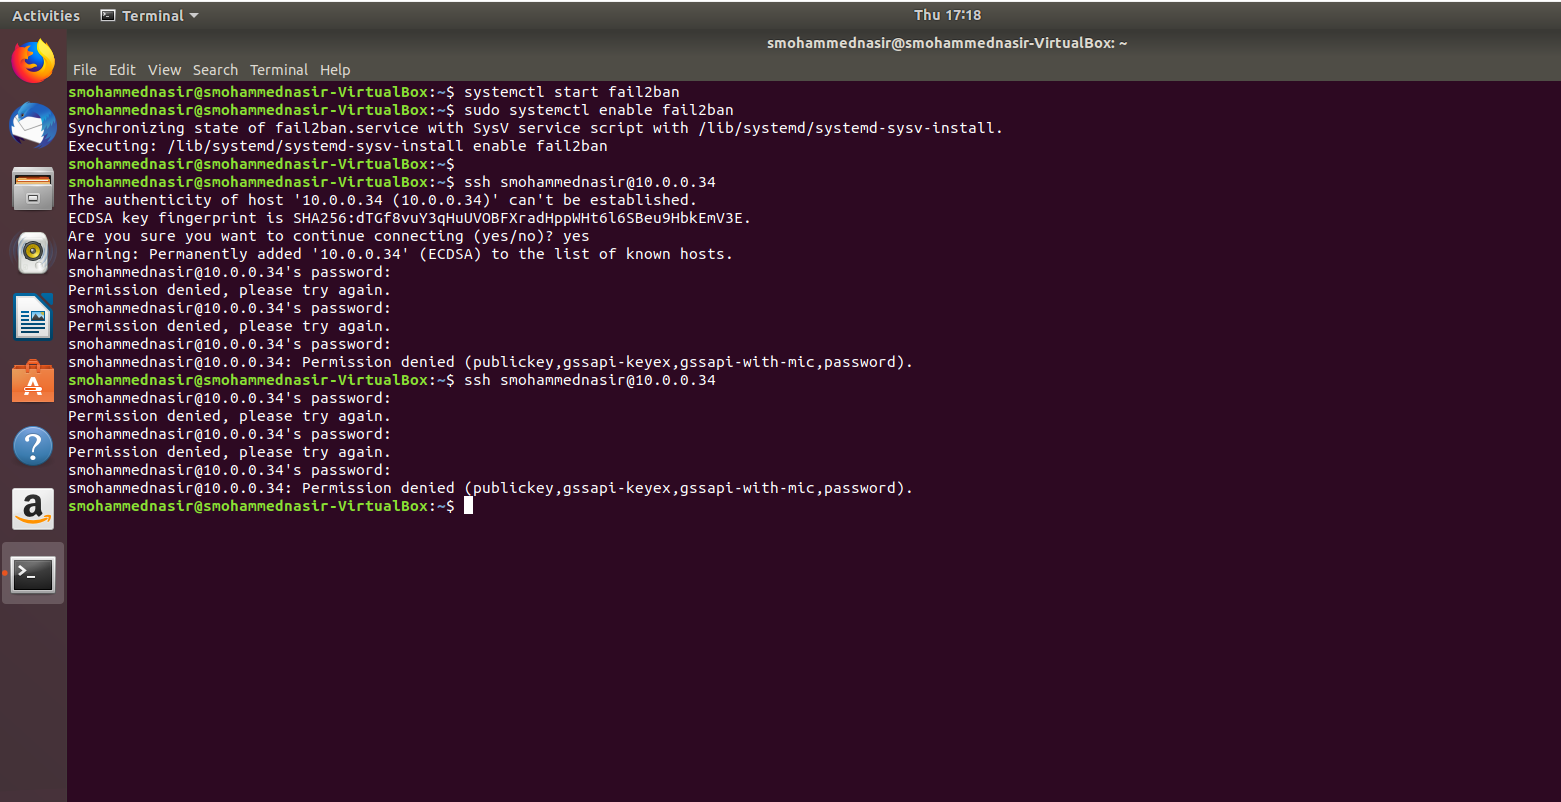 Activities Terminal Thu 17:18
smohammednasir@smohammednasir-VirtualBox: ~
File Edit View Search Terminal Help
smohammednasir@smohammednasir-VirtualBox:~$ systemctl start fail2ban
smohammednasir@smohammednasir-VirtualBox:~$ sudo systemctl enable fail2ban
Synchronizing state of fail2ban.service with SysV service script with /lib/systemd/systemd-sysv-install.
Executing: /lib/systemd/systemd-sysv-install enable fail2ban
smohammednasir@smohammednasir-VirtualBox:~$
smohammednasir@smohammednasir-VirtualBox:~$ ssh smohammednasir@10.0.0.34
The authenticity of host '10.0.0.34 (10.0.0.34)' can't be established.
ECDSA key fingerprint is SHA256:dTGf8vuY3qHuUVOBFXradHppWHt6l6SBeu9HbkEmV3E.
Are you sure you want to continue connecting (yes/no)? yes
Warning: Permanently added '10.0.0.34' (ECDSA) to the list of known hosts.
smohammednasir@10.0.0.34's password:
Permission denied, please try again.
smohammednasir@10.0.0.34's password:
Permission denied, please try again.
smohammednasir@10.0.0.34's password:
smohammednasir@10.0.0.34: Permission denied (publickey,gssapi-keyex,gssapi-with-mic,password).
smohammednasir@smohammednasir-VirtualBox:~$ ssh smohammednasir@10.0.0.34
smohammednasir@10.0.0.34's password:
Permission denied, please try again.
smohammednasir@10.0.0.34's password:
Permission denied, please try again.
smohammednasir@10.0.0.34's password:
smohammednasir@10.0.0.34: Permission denied (publickey,gssapi-keyex,gssapi-with-mic,password).
smohammednasir@smohammednasir-VirtualBox:~$